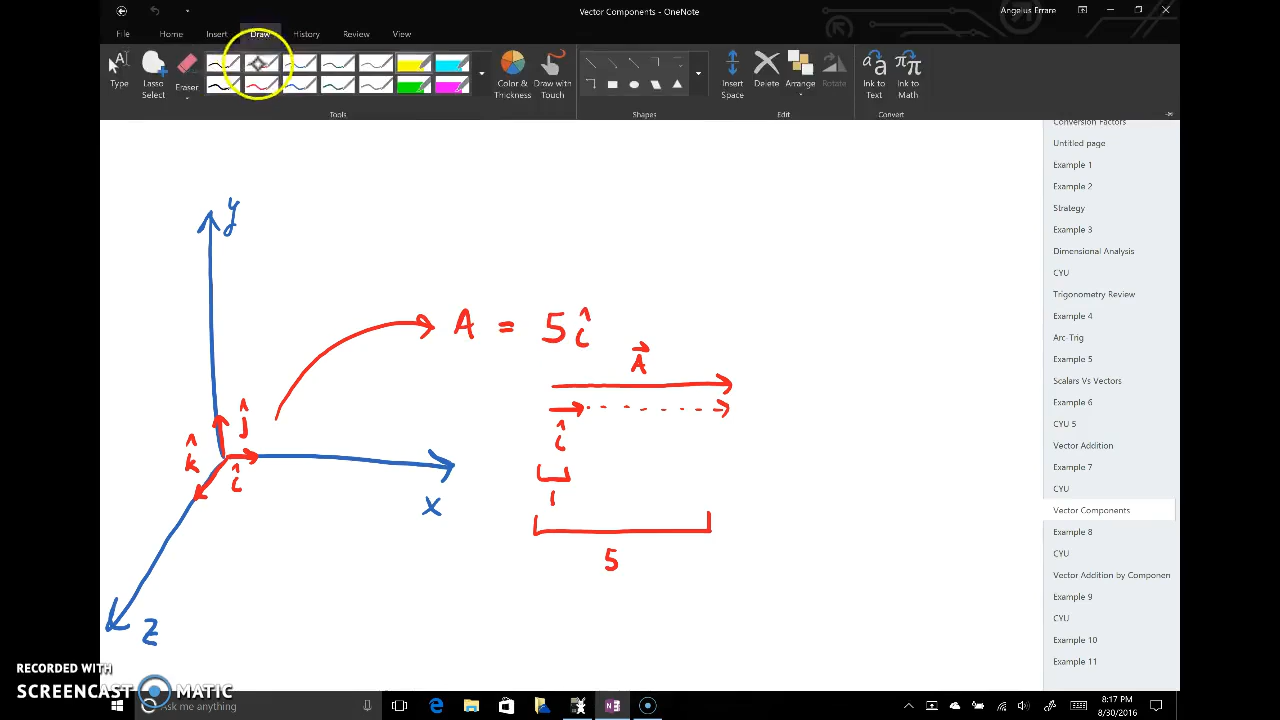 Vector Components - OneNote
Angelus Errare
File Home Insert Draw History Review View
Type
Lasso Select
Eraser
Color & Thickness
Draw with Touch
Insert Space
Delete
Arrange
Rotate
Ink to Text
Ink to Math
Tools
Shapes
Edit
Convert
Conversion Factors
Untitled page
Example 1
Example 2
Strategy
Example 3
Dimensional Analysis
CYU
Trigonometry Review
Example 4
Arc-Trig
Example 5
Scalars Vs Vectors
Example 6
CYU 5
Vector Addition
Example 7
CYU
Vector Components
Example 8
CYU
Vector Addition by Componen
Example 9
CYU
Example 10
Example 11
y
A = 5î
A⃗
ĵ
k̂
î
î
x
1
5
z
RECORDED WITH
SCREENCAST MATIC
Ask me anything
8:17 PM
8/30/2016